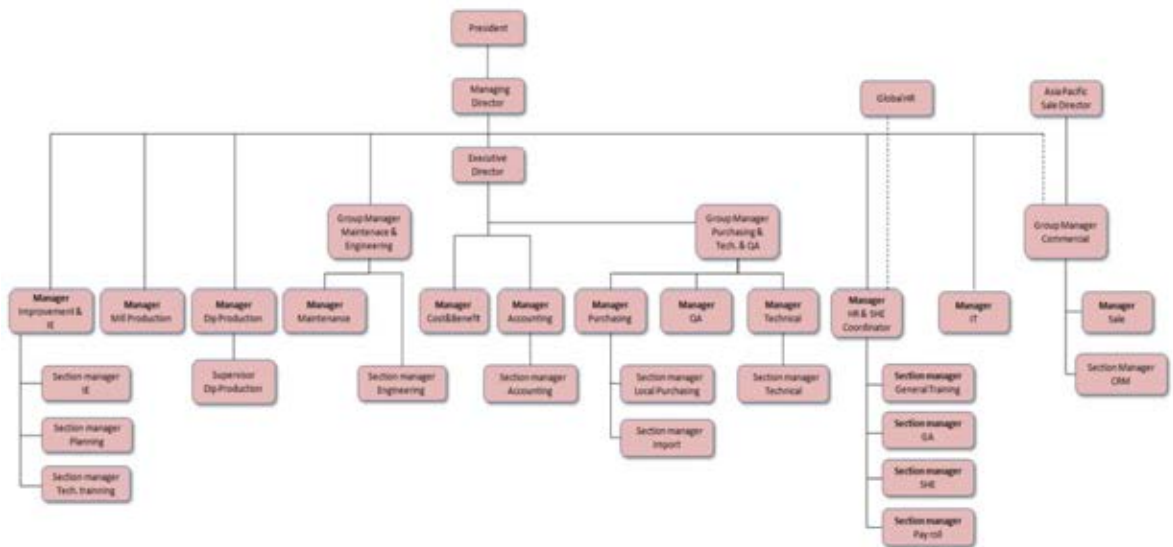 President
Managing
Director
Global HR
Asia Pacific
Sale Director
Executive
Director
Group Manager
Maintenace &
Engineering
Group Manager
Purchasing &
Tech. & QA
Group Manager
Commercial
Manager
Improvement &
IE
Manager
Mill Production
Manager
Dip Production
Manager
Maintenance
Manager
Cost&Benefit
Manager
Accounting
Manager
Purchasing
Manager
QA
Manager
Technical
Manager
HR & SHE
Coordinator
Manager
IT
Manager
Sale
Section manager
IE
Supervisor
Dip Production
Section manager
Engineering
Section manager
Accounting
Section manager
Local Purchasing
Section manager
Technical
Section manager
General Training
Section Manager
CRM
Section manager
Planning
Section manager
Import
Section manager
GA
Section manager
Tech. trainning
Section manager
SHE
Section manager
Pay roll